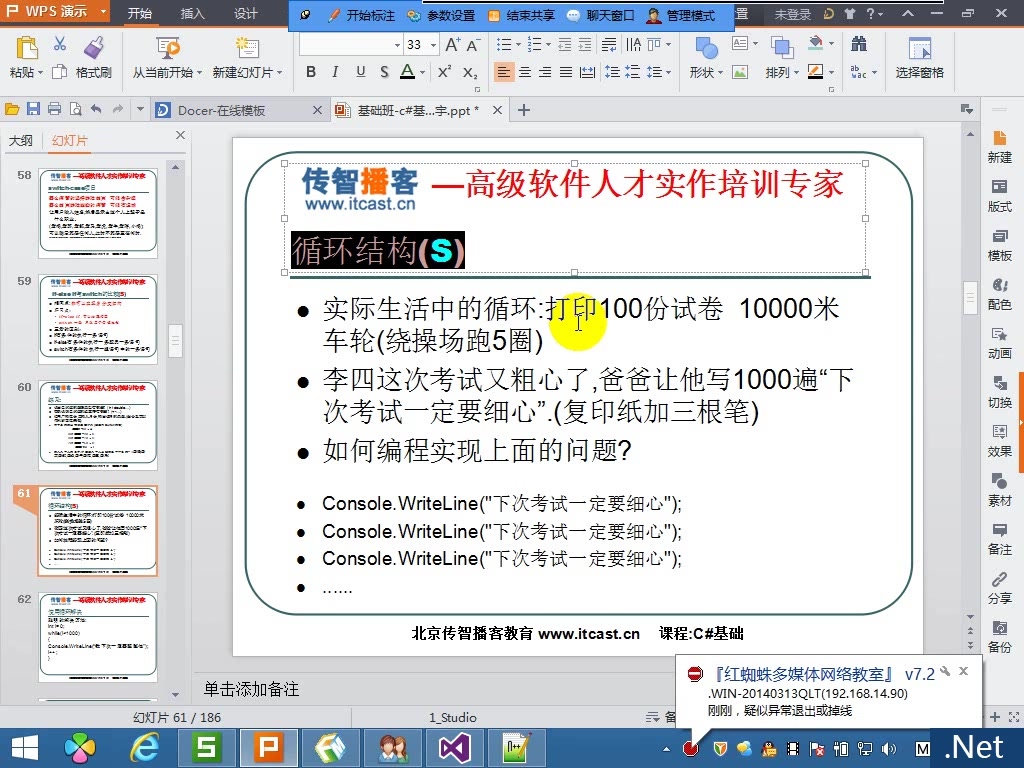 WPS 演示
开始
插入
设计
开始标注
参数设置
结束共享
聊天窗口
管理模式
置
未登录
粘贴
格式刷
从当前开始
新建幻灯片
33
B I U S A X² X₂
形状
排列
选择窗格
Docer-在线模板
基础班-c#基...宇.ppt *
大纲
幻灯片
58
59
60
61
62
传智播客
www.itcast.cn
—高级软件人才实作培训专家
循环结构(S)
实际生活中的循环:打印100份试卷 10000米
车轮(绕操场跑5圈)
李四这次考试又粗心了,爸爸让他写1000遍“下
次考试一定要细心”.(复印纸加三根笔)
如何编程实现上面的问题?
Console.WriteLine("下次考试一定要细心");
Console.WriteLine("下次考试一定要细心");
Console.WriteLine("下次考试一定要细心");
......
北京传智播客教育 www.itcast.cn 课程:C#基础
新建
版式
模板
配色
动画
切换
效果
素材
备注
分享
备份
单击添加备注
幻灯片 61 / 186
1_Studio
备
『红蜘蛛多媒体网络教室』 v7.2
.WIN-20140313QLT(192.168.14.90)
刚刚，疑似异常退出或掉线
.Net